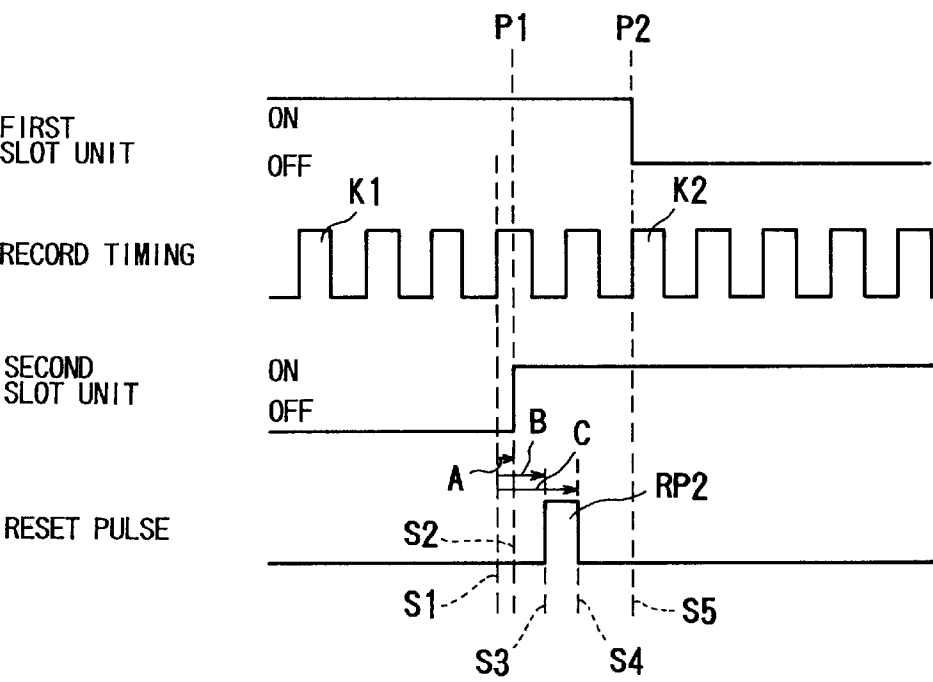 P1 P2
FIRST
SLOT UNIT
ON
OFF
K1 K2
RECORD TIMING
SECOND
SLOT UNIT
ON
OFF
B
C
A
RP2
RESET PULSE
S2
S1
S5
S3
S4